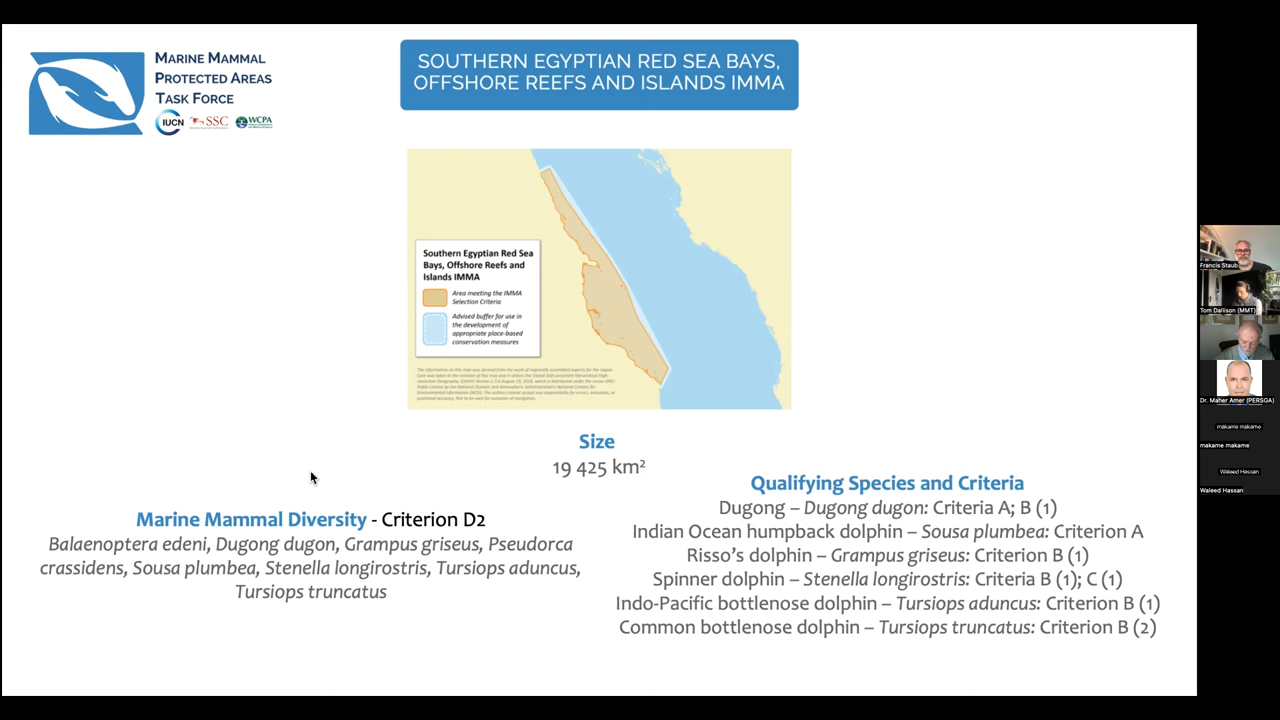 MARINE MAMMAL
PROTECTED AREAS
TASK FORCE
IUCN SSC WCPA
SOUTHERN EGYPTIAN RED SEA BAYS,
OFFSHORE REEFS AND ISLANDS IMMA
Southern Egyptian Red Sea
Bays, Offshore Reefs and
Islands IMMA
Area meeting the IMMA
Selection Criteria
Advised buffer for use in
the development of
appropriate place-based
conservation measures
Size
19 425 km²
Marine Mammal Diversity - Criterion D2
Balaenoptera edeni, Dugong dugon, Grampus griseus, Pseudorca
crassidens, Sousa plumbea, Stenella longirostris, Tursiops aduncus,
Tursiops truncatus
Qualifying Species and Criteria
Dugong – Dugong dugon: Criteria A; B (1)
Indian Ocean humpback dolphin – Sousa plumbea: Criterion A
Risso's dolphin – Grampus griseus: Criterion B (1)
Spinner dolphin – Stenella longirostris: Criteria B (1); C (1)
Indo-Pacific bottlenose dolphin – Tursiops aduncus: Criterion B (1)
Common bottlenose dolphin – Tursiops truncatus: Criterion B (2)
Francis Staub
Tom Dallison (MMT)
Dr. Maher Amer (PERSGA)
makame makame
makame makame
Waleed Hassan
Waleed Hassan